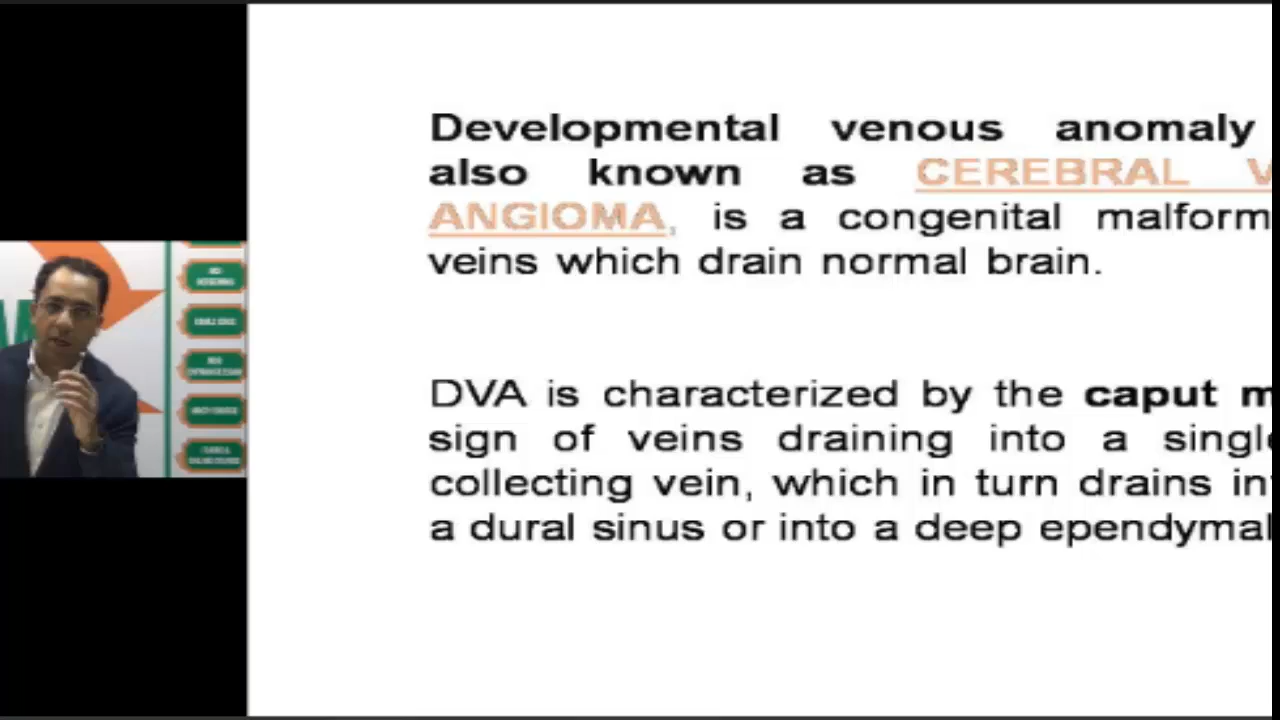 Developmental venous anomaly
also known as CEREBRAL V
ANGIOMA, is a congenital malform
veins which drain normal brain.
DVA is characterized by the caput m
sign of veins draining into a single
collecting vein, which in turn drains in
a dural sinus or into a deep ependymal